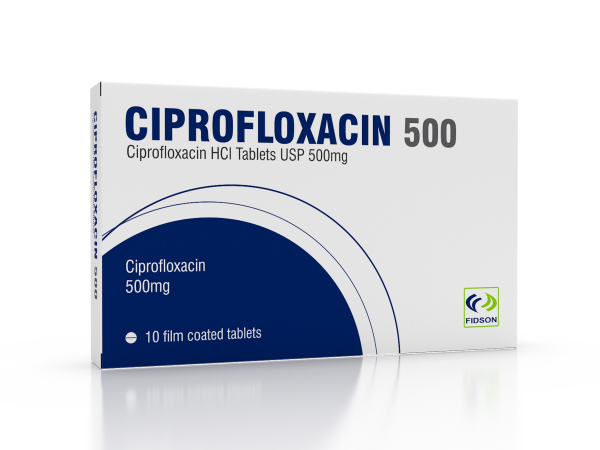 CIPROFLOXACIN 500
CIPROFLOXACIN 500
Ciprofloxacin HCl Tablets USP 500mg
Ciprofloxacin
500mg
10 film coated tablets
FIDSON